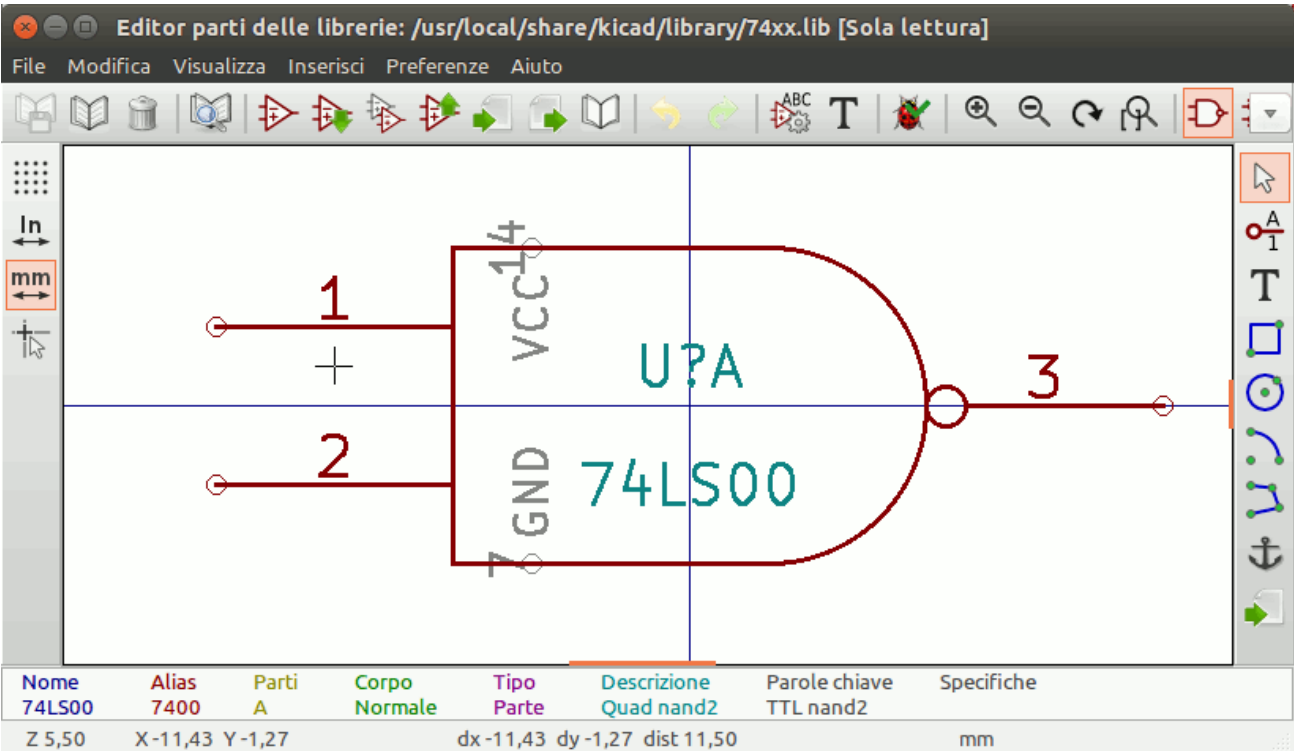 Editor parti delle librerie: /usr/local/share/kicad/library/74xx.lib [Sola lettura]
File Modifica Visualizza Inserisci Preferenze Aiuto
ABC
T
In
mm
A
1
T
14
VCC
1
U?A
3
2
GND
74LS00
7
Nome Alias Parti Corpo Tipo Descrizione Parole chiave Specifiche
74LS00 7400 A Normale Parte Quad nand2 TTL nand2
Z 5,50 X -11,43 Y -1,27 dx -11,43 dy -1,27 dist 11,50 mm